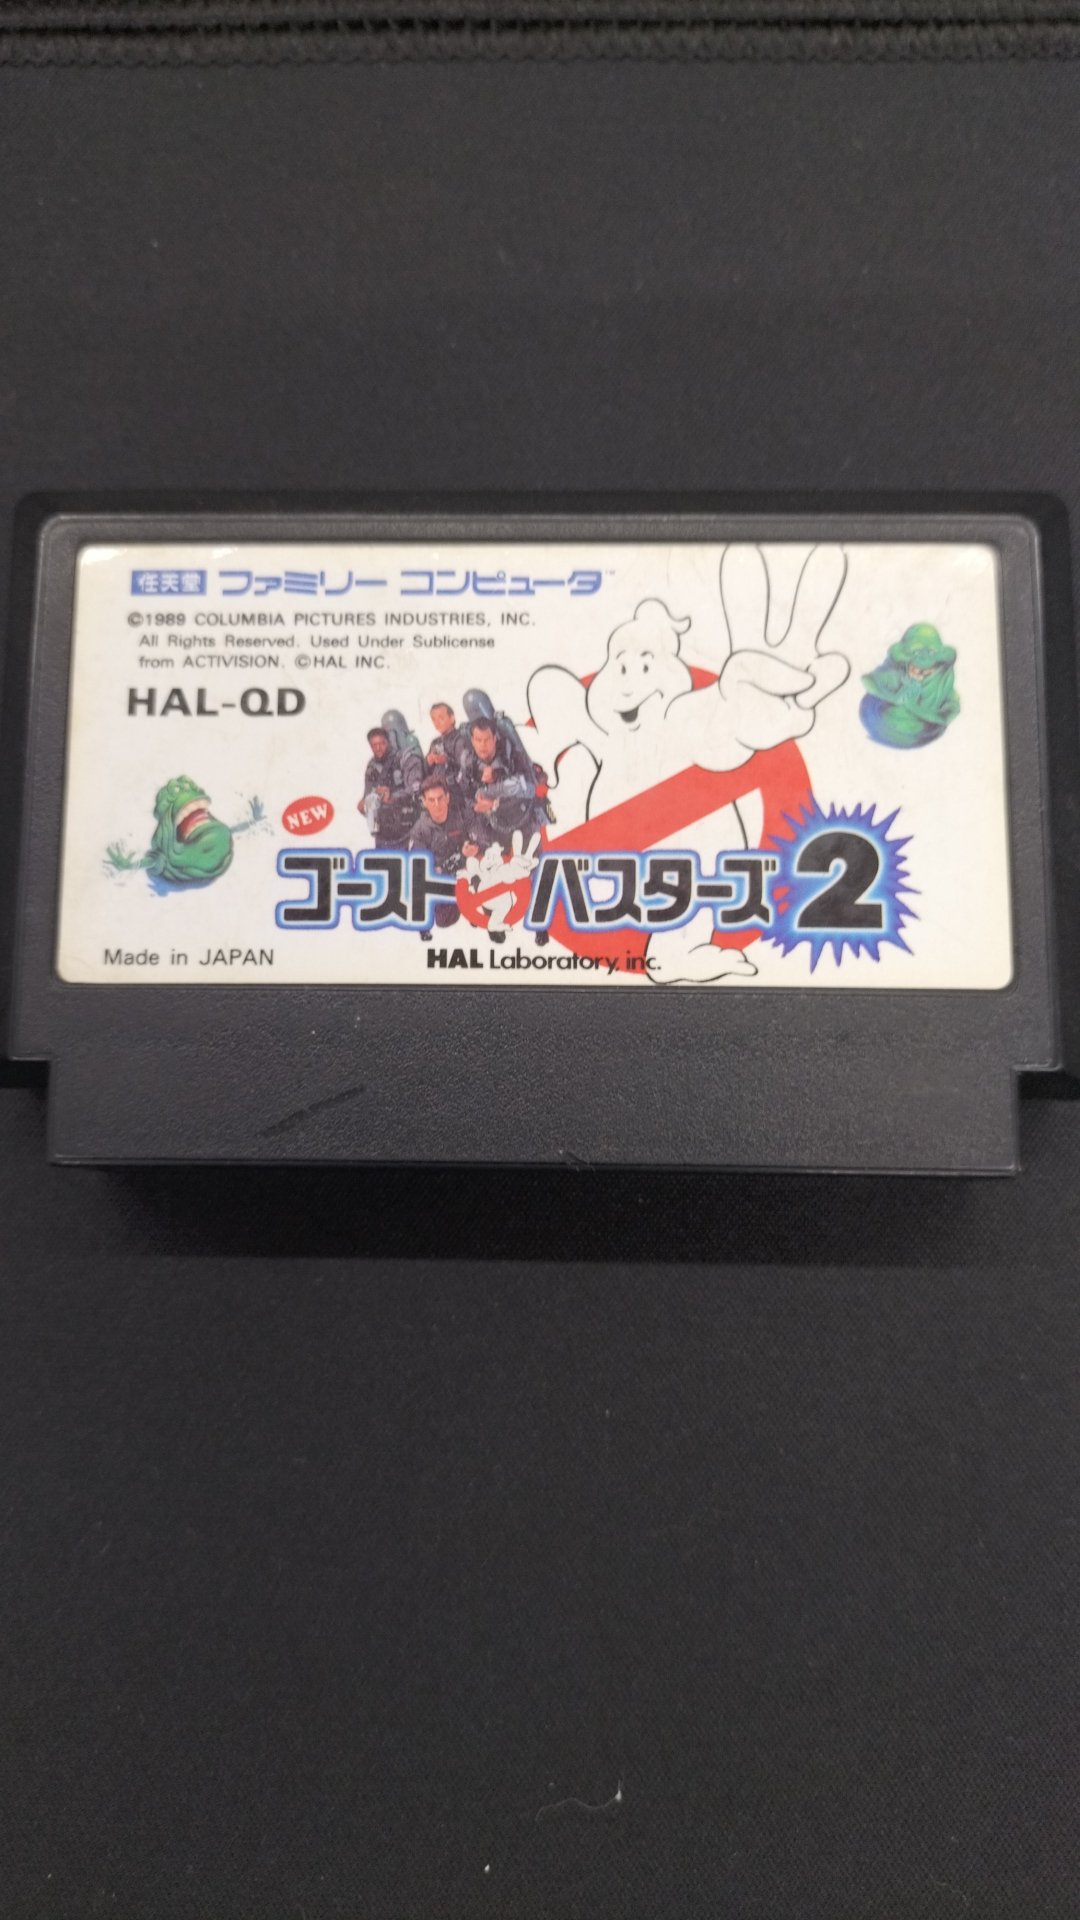 任天堂 ファミリー コンピュータ™
©1989 COLUMBIA PICTURES INDUSTRIES, INC.
All Rights Reserved. Used Under Sublicense
from ACTIVISION. ©HAL INC.
HAL-QD
NEW
ゴーストバスターズ2
Made in JAPAN
HAL Laboratory, inc.